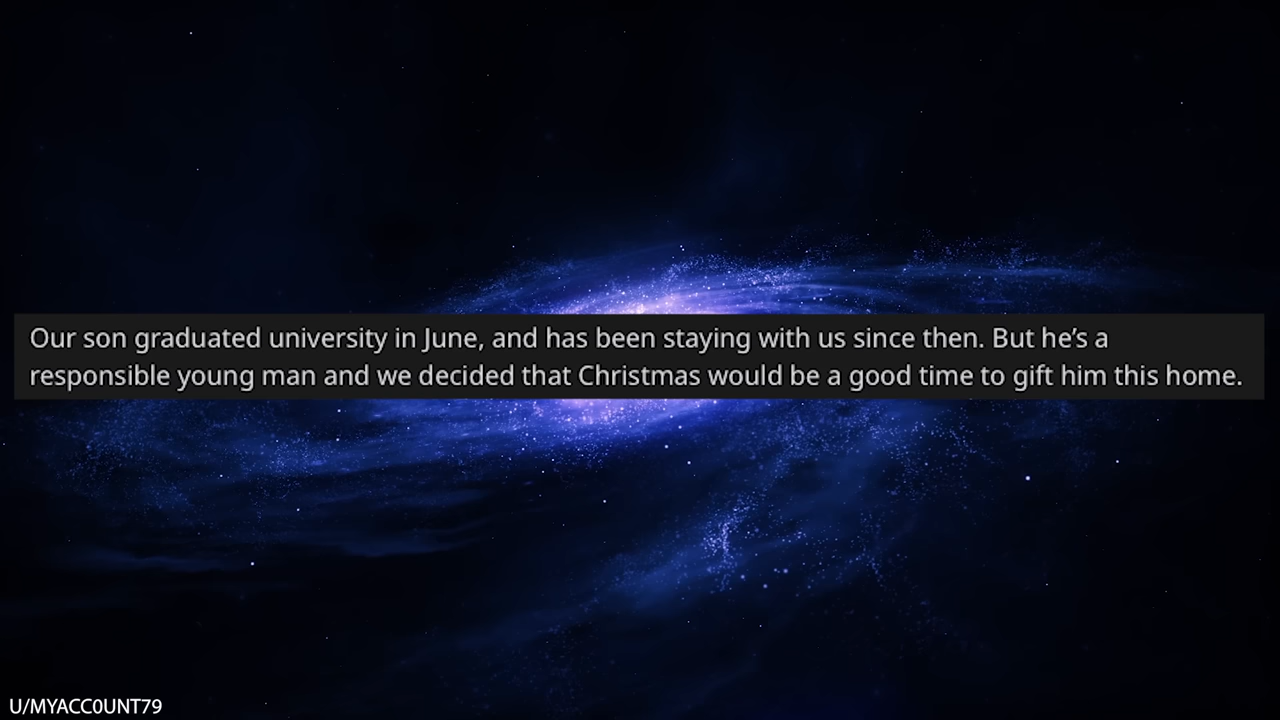 Our son graduated university in June, and has been staying with us since then. But he’s a
responsible young man and we decided that Christmas would be a good time to gift him this home.
U/MYACC0UNT79